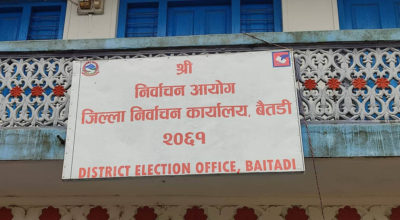 श्री
निर्वाचन आयोग
जिल्ला निर्वाचन कार्यालय, बैतडी
२०६१
DISTRICT ELECTION OFFICE, BAITADI